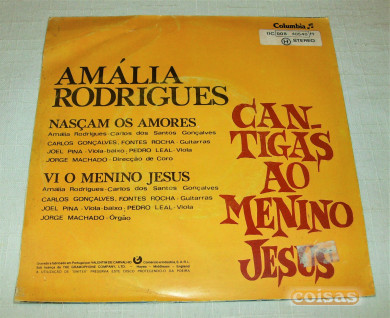 Columbia
STEREO
AMÁLIA
RODRIGUES
NASÇAM OS AMORES
Amália Rodrigues-Carlos dos Santos Gonçalves
CARLOS GONÇALVES, FONTES ROCHA-Guitarras
JOEL PINA-Viola-baixo, PEDRO LEAL-Viola
JORGE MACHADO-Direcção de Coro
VI O MENINO JESUS
Amália Rodrigues-Carlos dos Santos Gonçalves
CARLOS GONÇALVES, FONTES ROCHA-Guitarras
JOEL PINA-Viola-baixo, PEDRO LEAL-Viola
JORGE MACHADO-Órgão
CAN-
TIGAS
AO
MENINO
JESUS
coisas